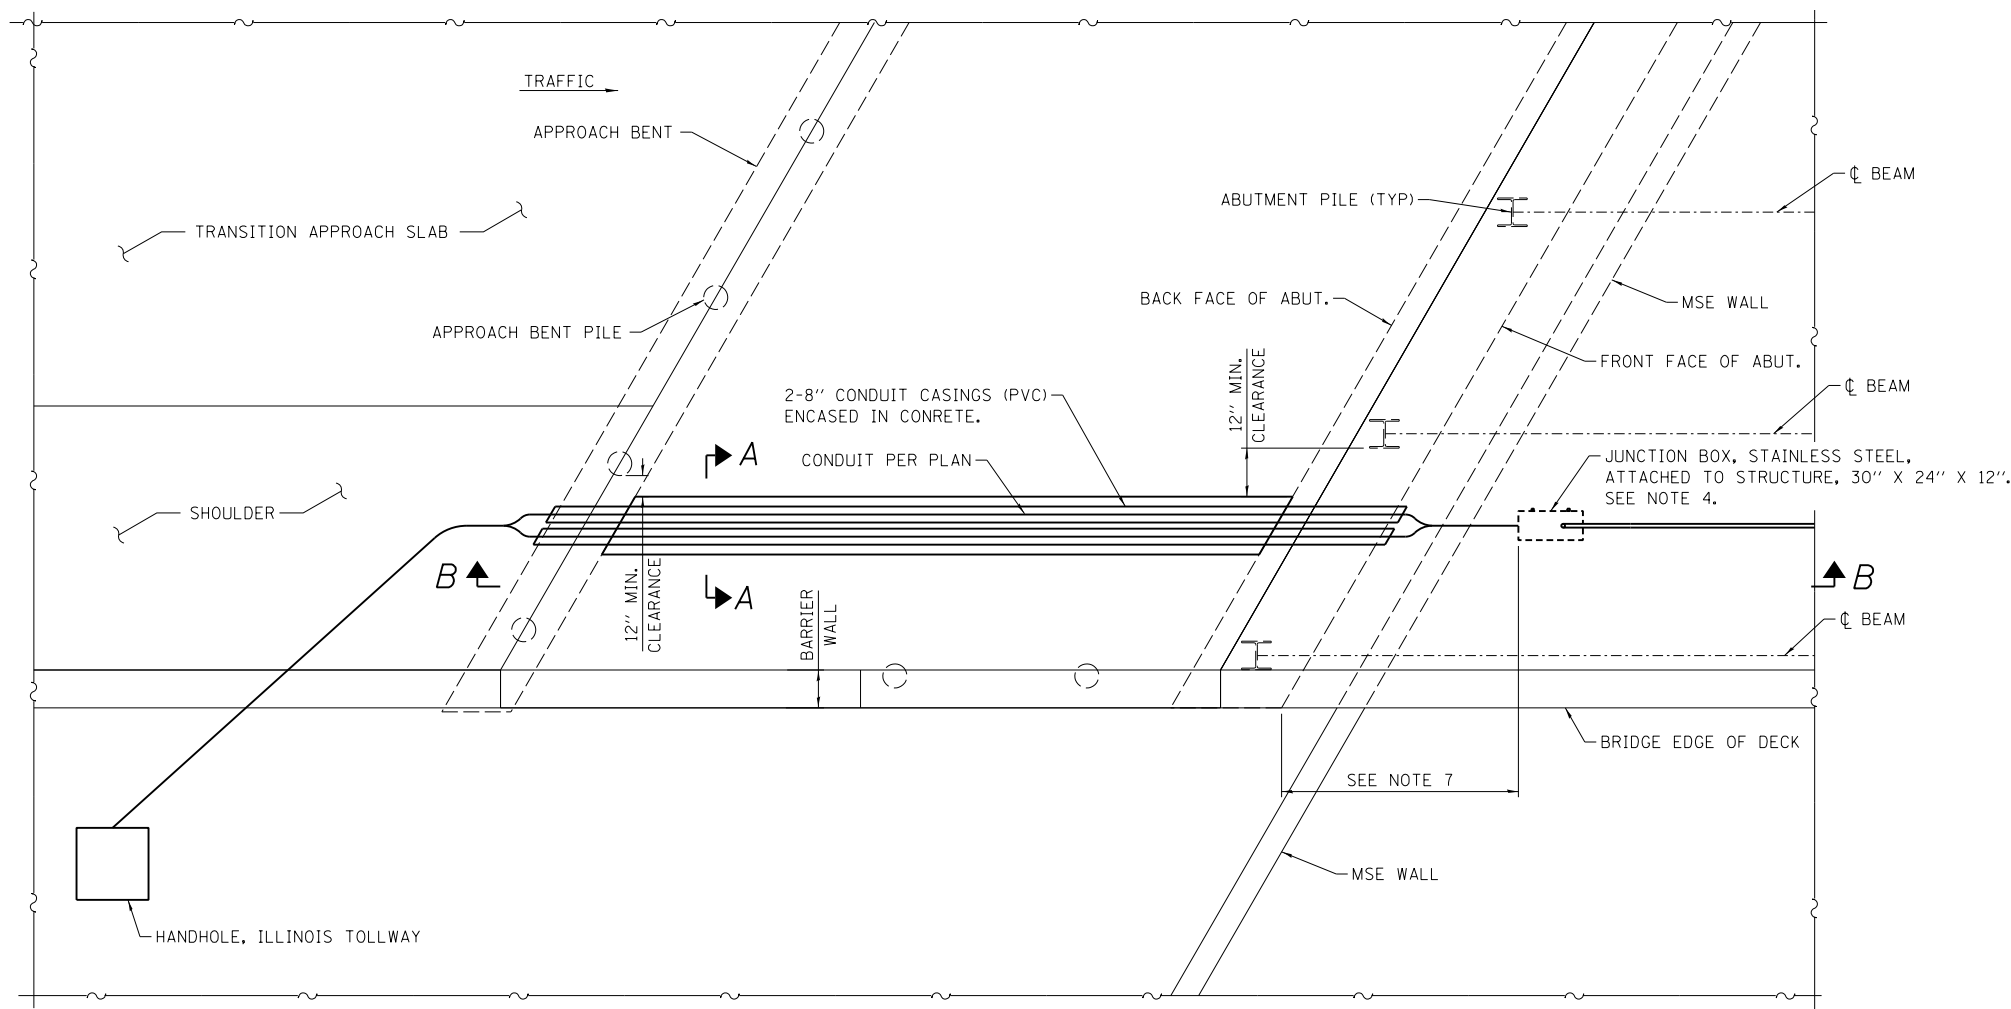 TRAFFIC
APPROACH BENT
TRANSITION APPROACH SLAB
APPROACH BENT PILE
ABUTMENT PILE (TYP)
℄ BEAM
BACK FACE OF ABUT.
MSE WALL
FRONT FACE OF ABUT.
℄ BEAM
12" MIN.
CLEARANCE
2-8" CONDUIT CASINGS (PVC)
ENCASED IN CONRETE.
CONDUIT PER PLAN
A
JUNCTION BOX, STAINLESS STEEL,
ATTACHED TO STRUCTURE, 30" X 24" X 12".
SEE NOTE 4.
SHOULDER
B
12" MIN.
CLEARANCE
A
BARRIER
WALL
B
℄ BEAM
BRIDGE EDGE OF DECK
SEE NOTE 7
MSE WALL
HANDHOLE, ILLINOIS TOLLWAY